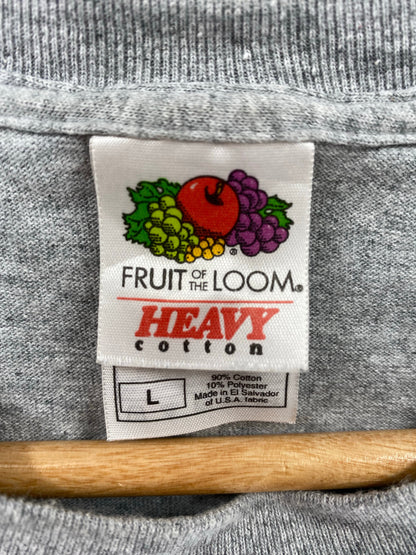 FRUIT OF THE LOOM®
HEAVY
cotton
L
90% Cotton
10% Polyester
Made in El Salvador
of U.S.A. fabric